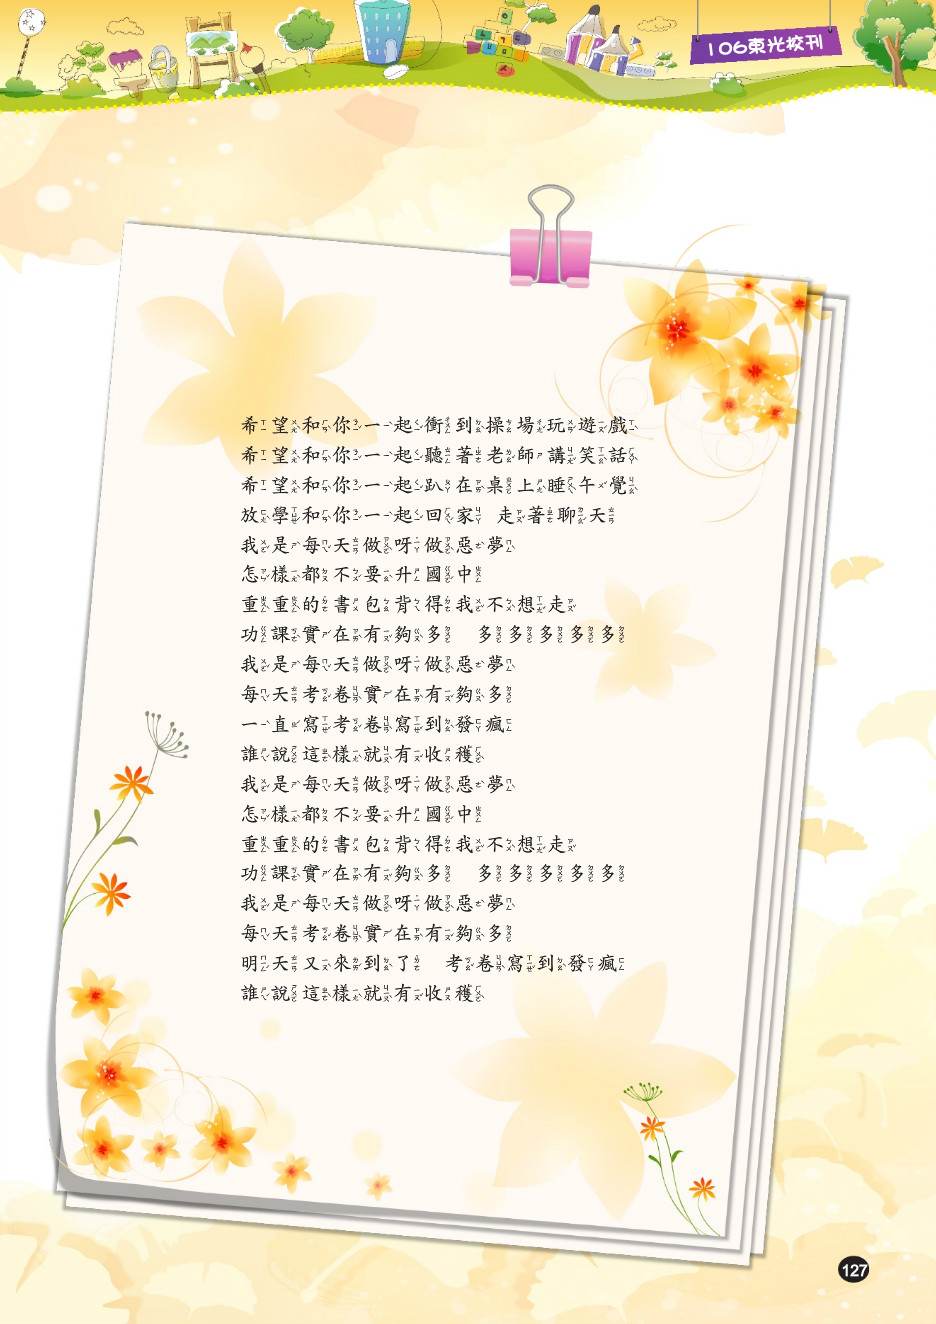 106東光校刊
希望和你一起衝到操場玩遊戲
希望和你一起聽著老師講笑話
希望和你一起趴在桌上睡午覺
放學和你一起回家 走著聊天
我是每天做呀做惡夢
怎樣都不要升國中
重重的書包背得我不想走
功課實在有夠多 多多多多多
我是每天做呀做惡夢
每天考卷實在有夠多
一直寫考卷寫到發瘋
誰說這樣就有收穫
我是每天做呀做惡夢
怎樣都不要升國中
重重的書包背得我不想走
功課實在有夠多 多多多多多
我是每天做呀做惡夢
每天考卷實在有夠多
明天又來到了 考卷寫到發瘋
誰說這樣就有收穫
127